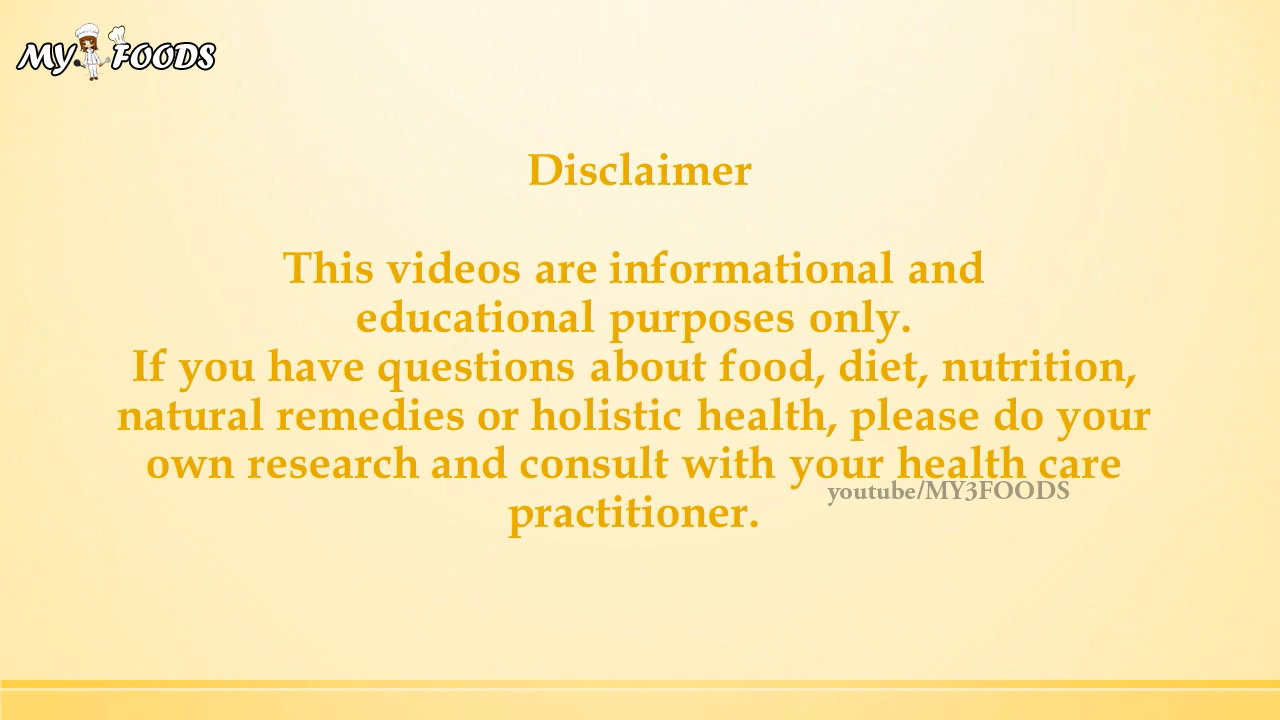 MY FOODS
Disclaimer
This videos are informational and
educational purposes only.
If you have questions about food, diet, nutrition,
natural remedies or holistic health, please do your
own research and consult with your health care
youtube/MY3FOODS
practitioner.